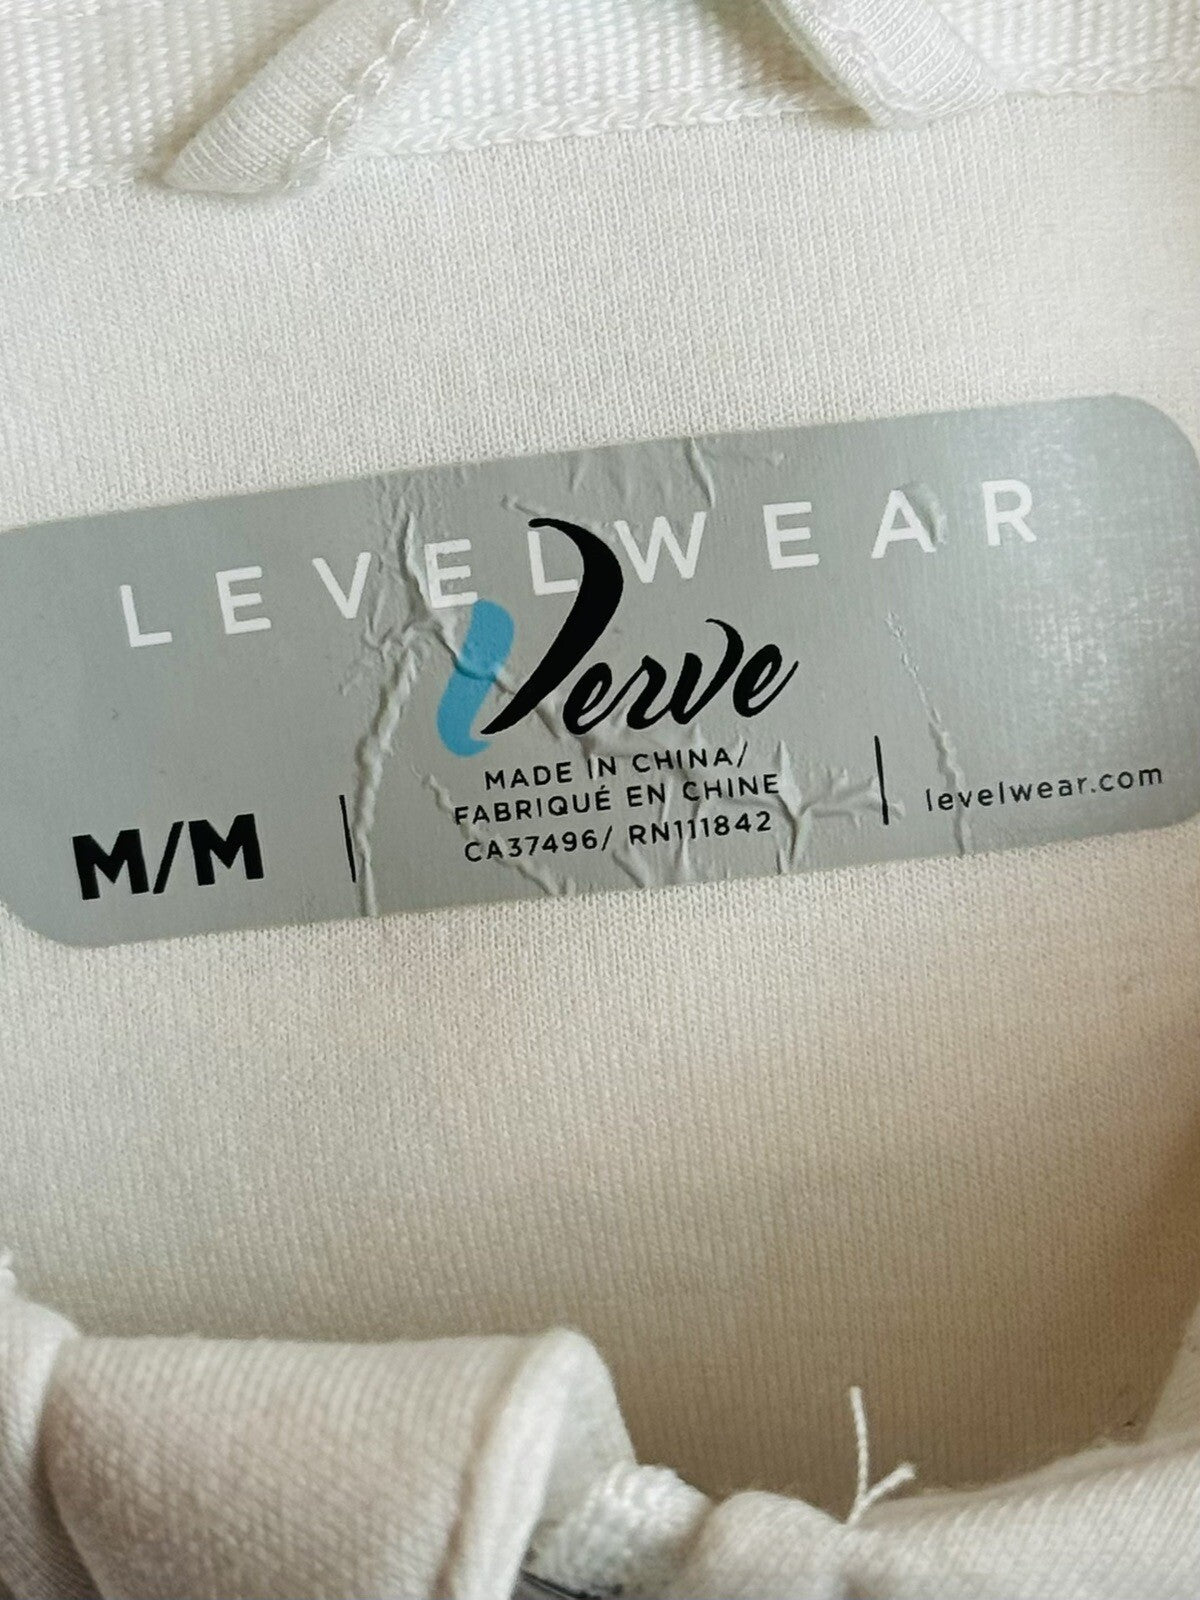 LEVELWEAR
Verve
MADE IN CHINA/
FABRIQUÉ EN CHINE
CA37496/ RN111842
M/M
levelwear.com